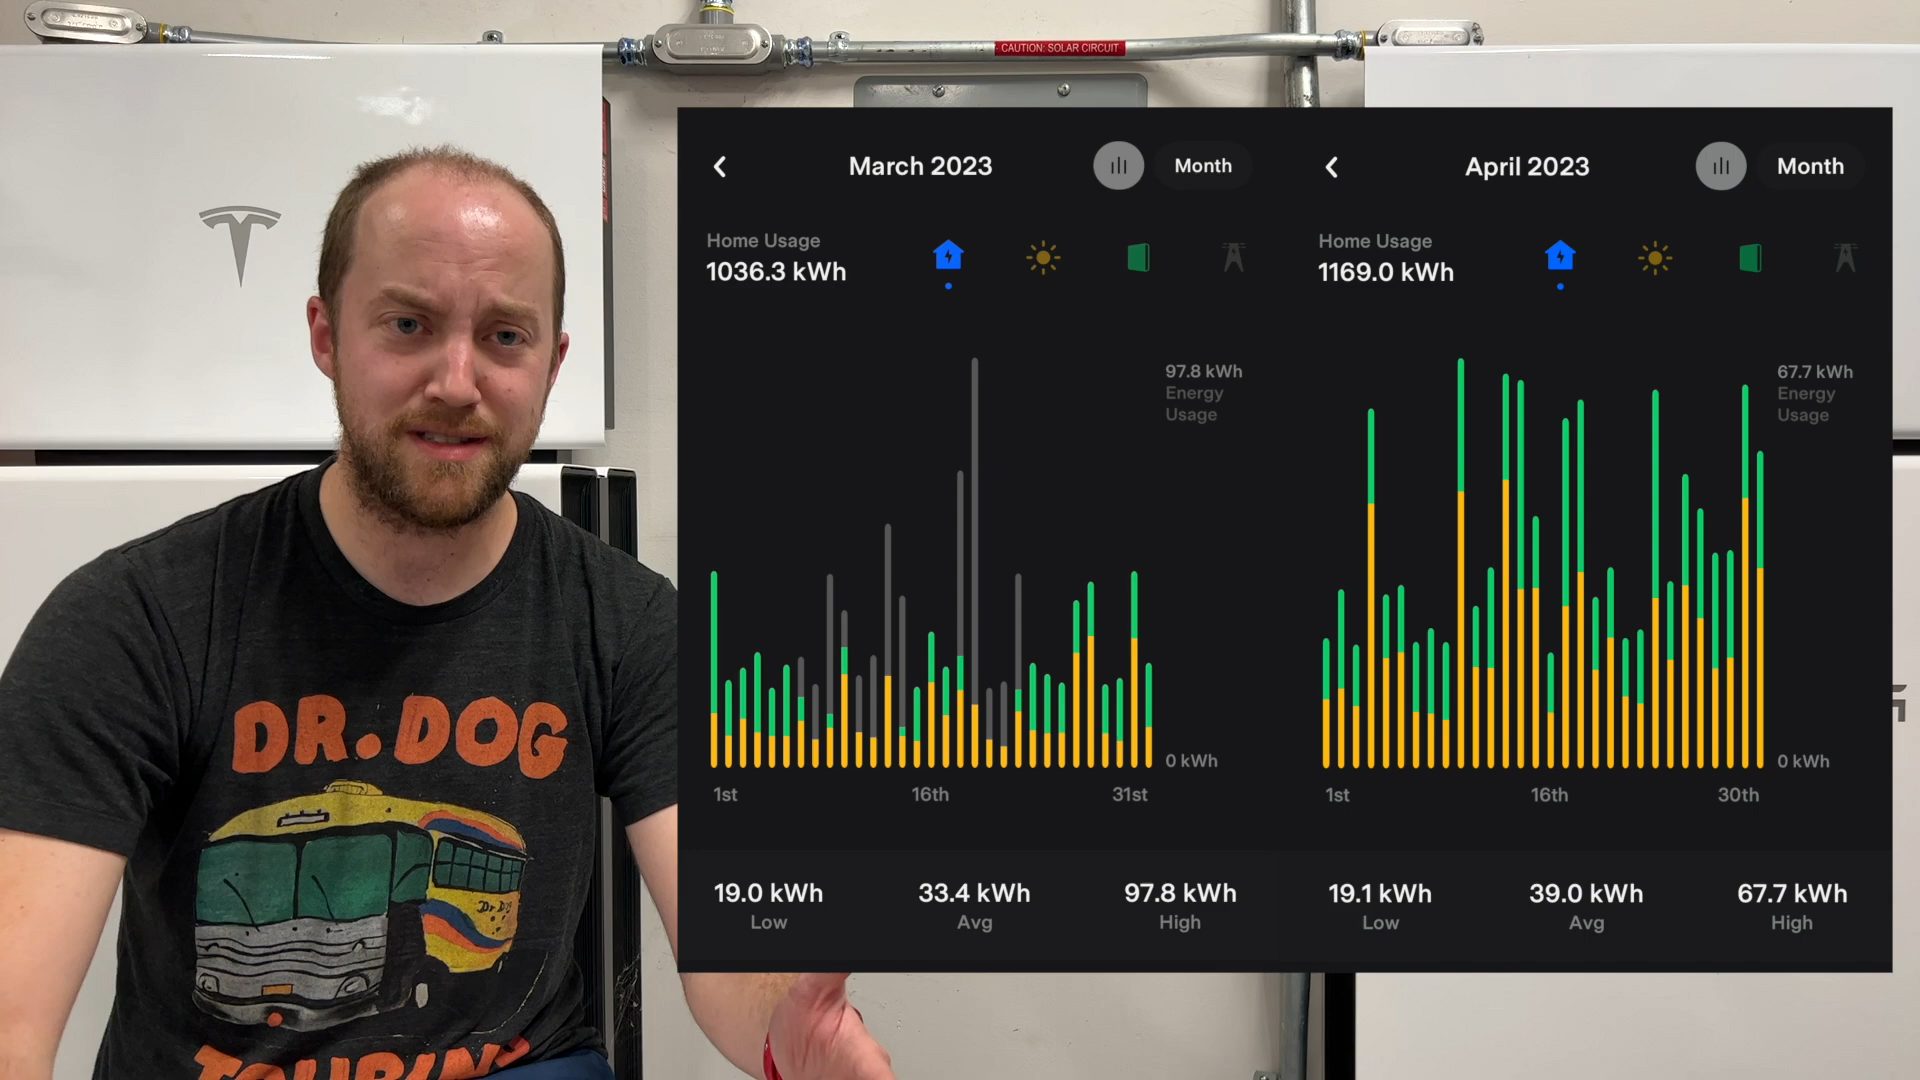 CAUTION: SOLAR CIRCUIT
March 2023
Month
Home Usage
1036.3 kWh
97.8 kWh
Energy
Usage
0 kWh
1st
16th
31st
19.0 kWh
Low
33.4 kWh
Avg
97.8 kWh
High
April 2023
Month
Home Usage
1169.0 kWh
67.7 kWh
Energy
Usage
0 kWh
1st
16th
30th
19.1 kWh
Low
39.0 kWh
Avg
67.7 kWh
High
DR. DOG
Dr Dog
TOURING